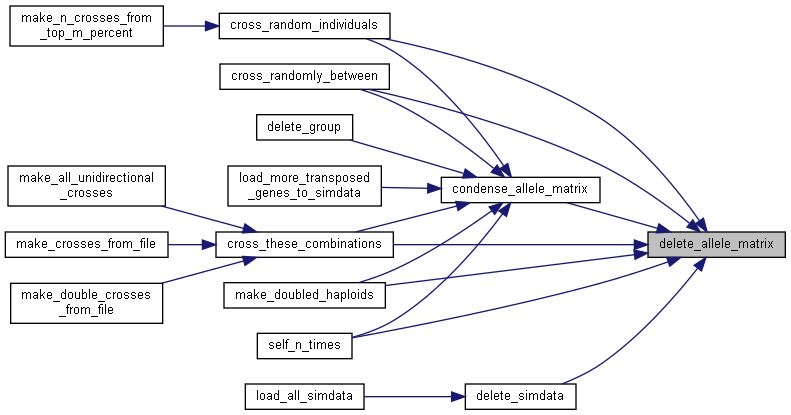 make_n_crosses_from
_top_m_percent
cross_random_individuals
cross_randomly_between
delete_group
load_more_transposed
_genes_to_simdata
condense_allele_matrix
make_all_unidirectional
_crosses
make_crosses_from_file
cross_these_combinations
delete_allele_matrix
make_double_crosses
_from_file
make_doubled_haploids
self_n_times
load_all_simdata
delete_simdata